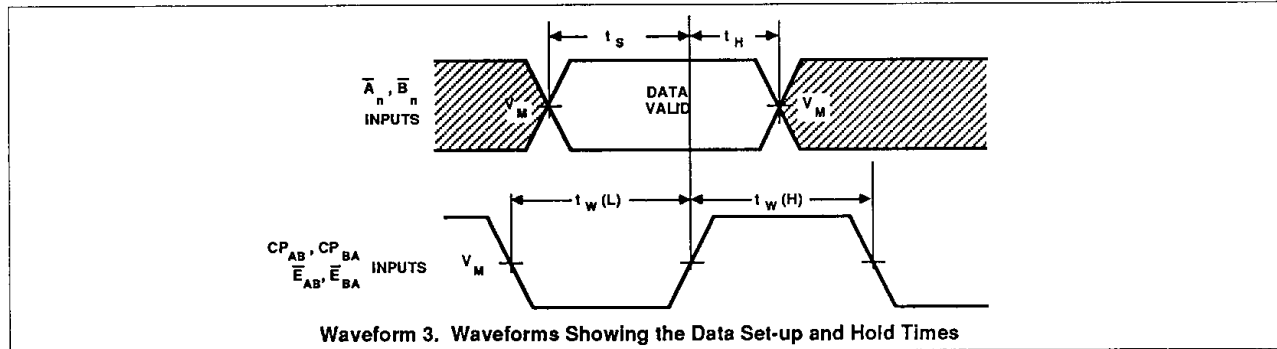 t S
t H
A̅n, B̅n
INPUTS
V M
DATA
VALID
V M
t W (L)
t W (H)
CP AB, CP BA
E̅ AB, E̅ BA INPUTS
V M
Waveform 3. Waveforms Showing the Data Set-up and Hold Times